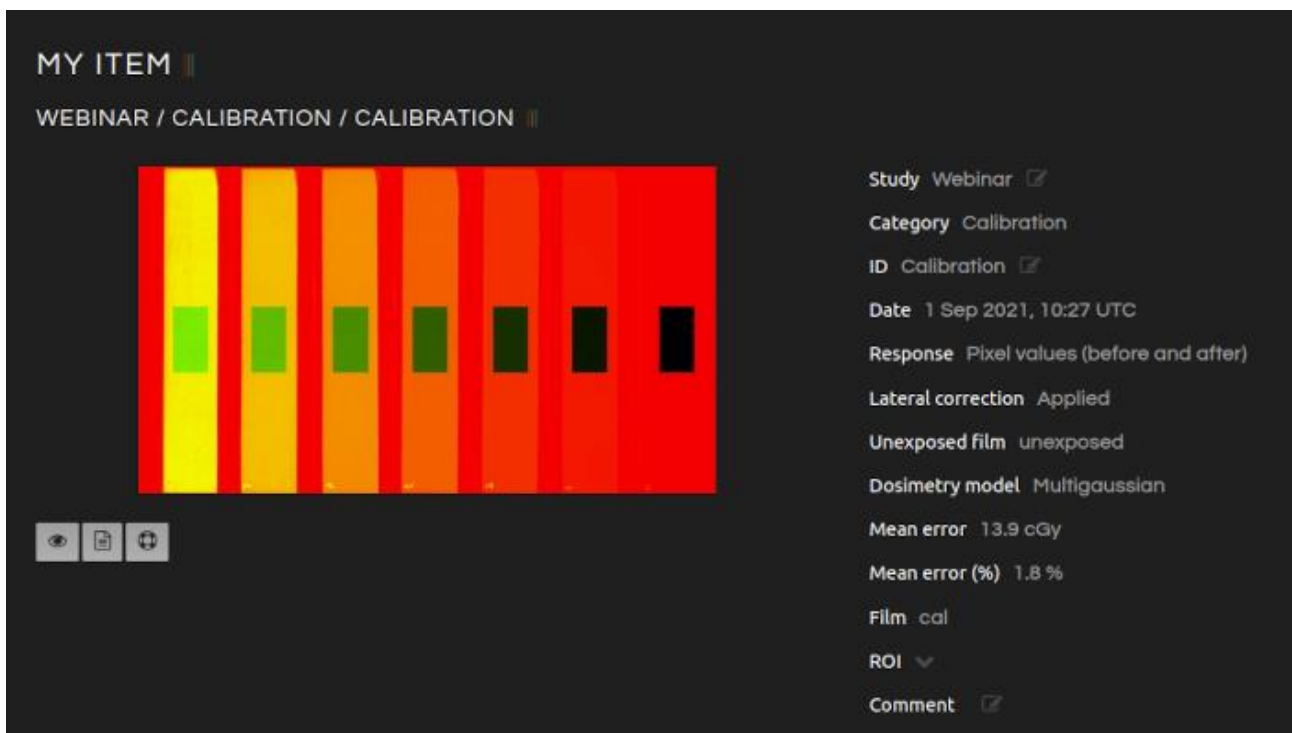 MY ITEM
WEBINAR / CALIBRATION / CALIBRATION
Study Webinar
Category Calibration
ID Calibration
Date 1 Sep 2021, 10:27 UTC
Response Pixel values (before and after)
Lateral correction Applied
Unexposed film unexposed
Dosimetry model Multigaussian
Mean error 13.9 cGy
Mean error (%) 1.8 %
Film cal
ROI
Comment